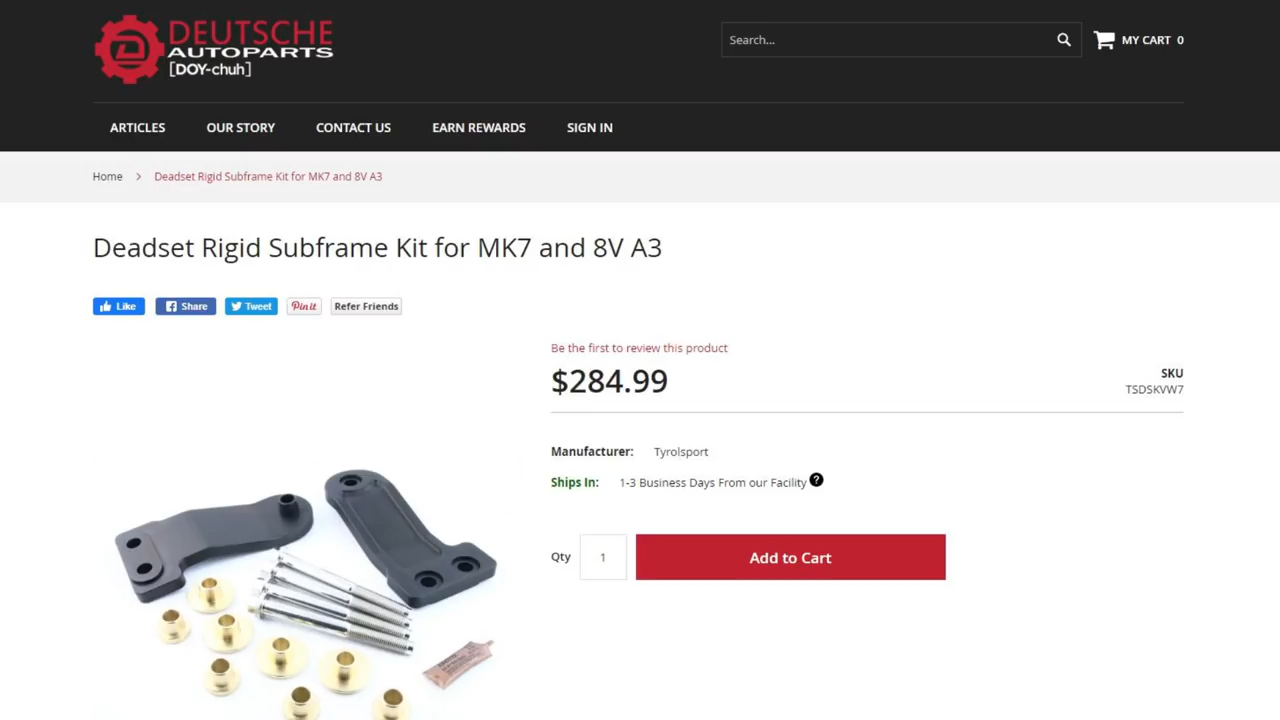 DEUTSCHE
AUTOPARTS
[DOY-chuh]
Search...
MY CART 0
ARTICLES OUR STORY CONTACT US EARN REWARDS SIGN IN
Home > Deadset Rigid Subframe Kit for MK7 and 8V A3
Deadset Rigid Subframe Kit for MK7 and 8V A3
Like Share Tweet Pin it Refer Friends
Be the first to review this product
$284.99
SKU
TSDSKVW7
Manufacturer: Tyrolsport
Ships In: 1-3 Business Days From our Facility ?
Qty 1 Add to Cart